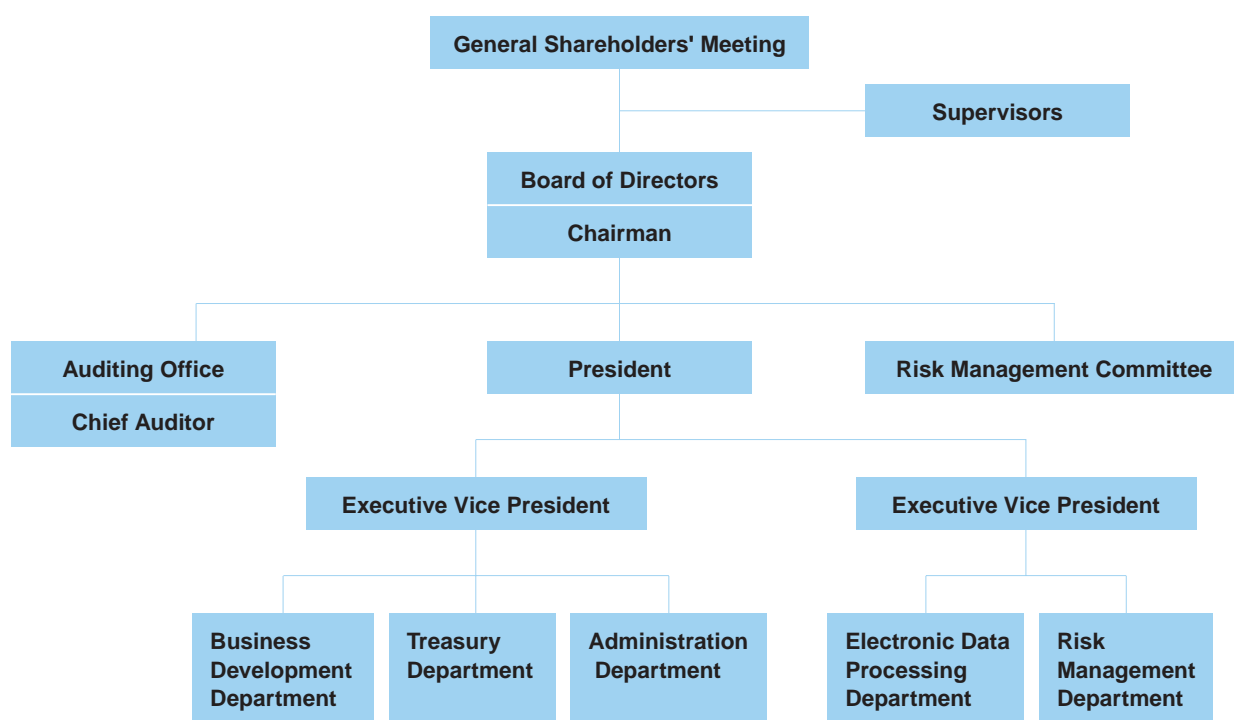 General Shareholders' Meeting
Supervisors
Board of Directors
Chairman
Auditing Office
Chief Auditor
President
Risk Management Committee
Executive Vice President
Executive Vice President
Business
Development
Department
Treasury
Department
Administration
Department
Electronic Data
Processing
Department
Risk
Management
Department